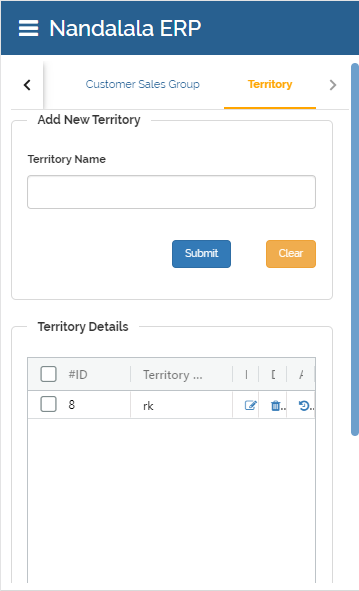 Nandalala ERP
Customer Sales Group Territory
Add New Territory
Territory Name
Submit Clear
Territory Details
#ID Territory ...
8 rk